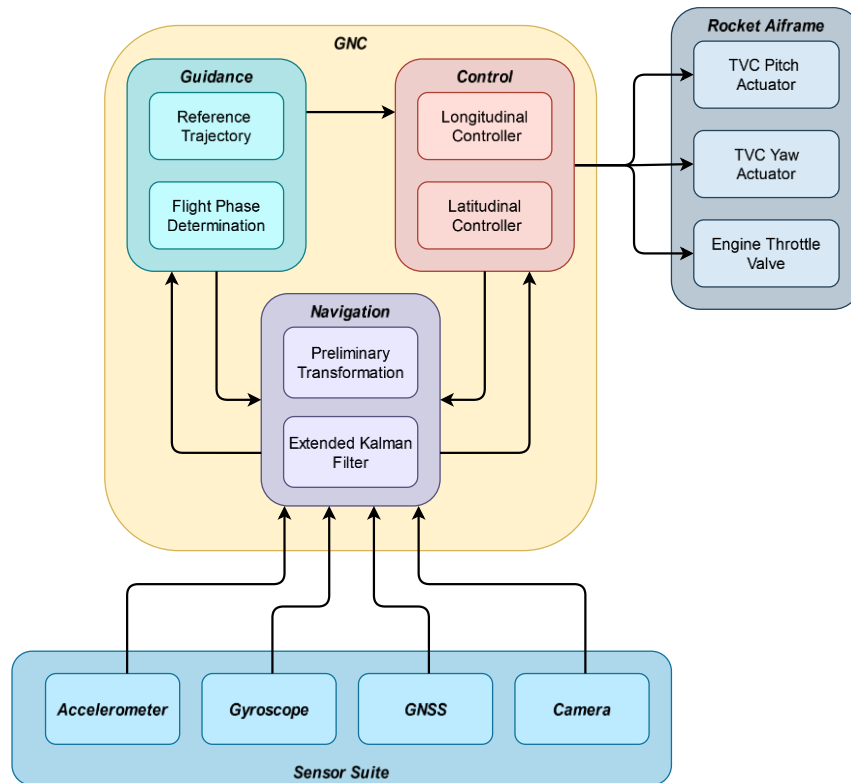 GNC
Guidance
Reference
Trajectory
Flight Phase
Determination
Control
Longitudinal
Controller
Latitudinal
Controller
Rocket Aiframe
TVC Pitch
Actuator
TVC Yaw
Actuator
Engine Throttle
Valve
Navigation
Preliminary
Transformation
Extended Kalman
Filter
Accelerometer
Gyroscope
GNSS
Camera
Sensor Suite